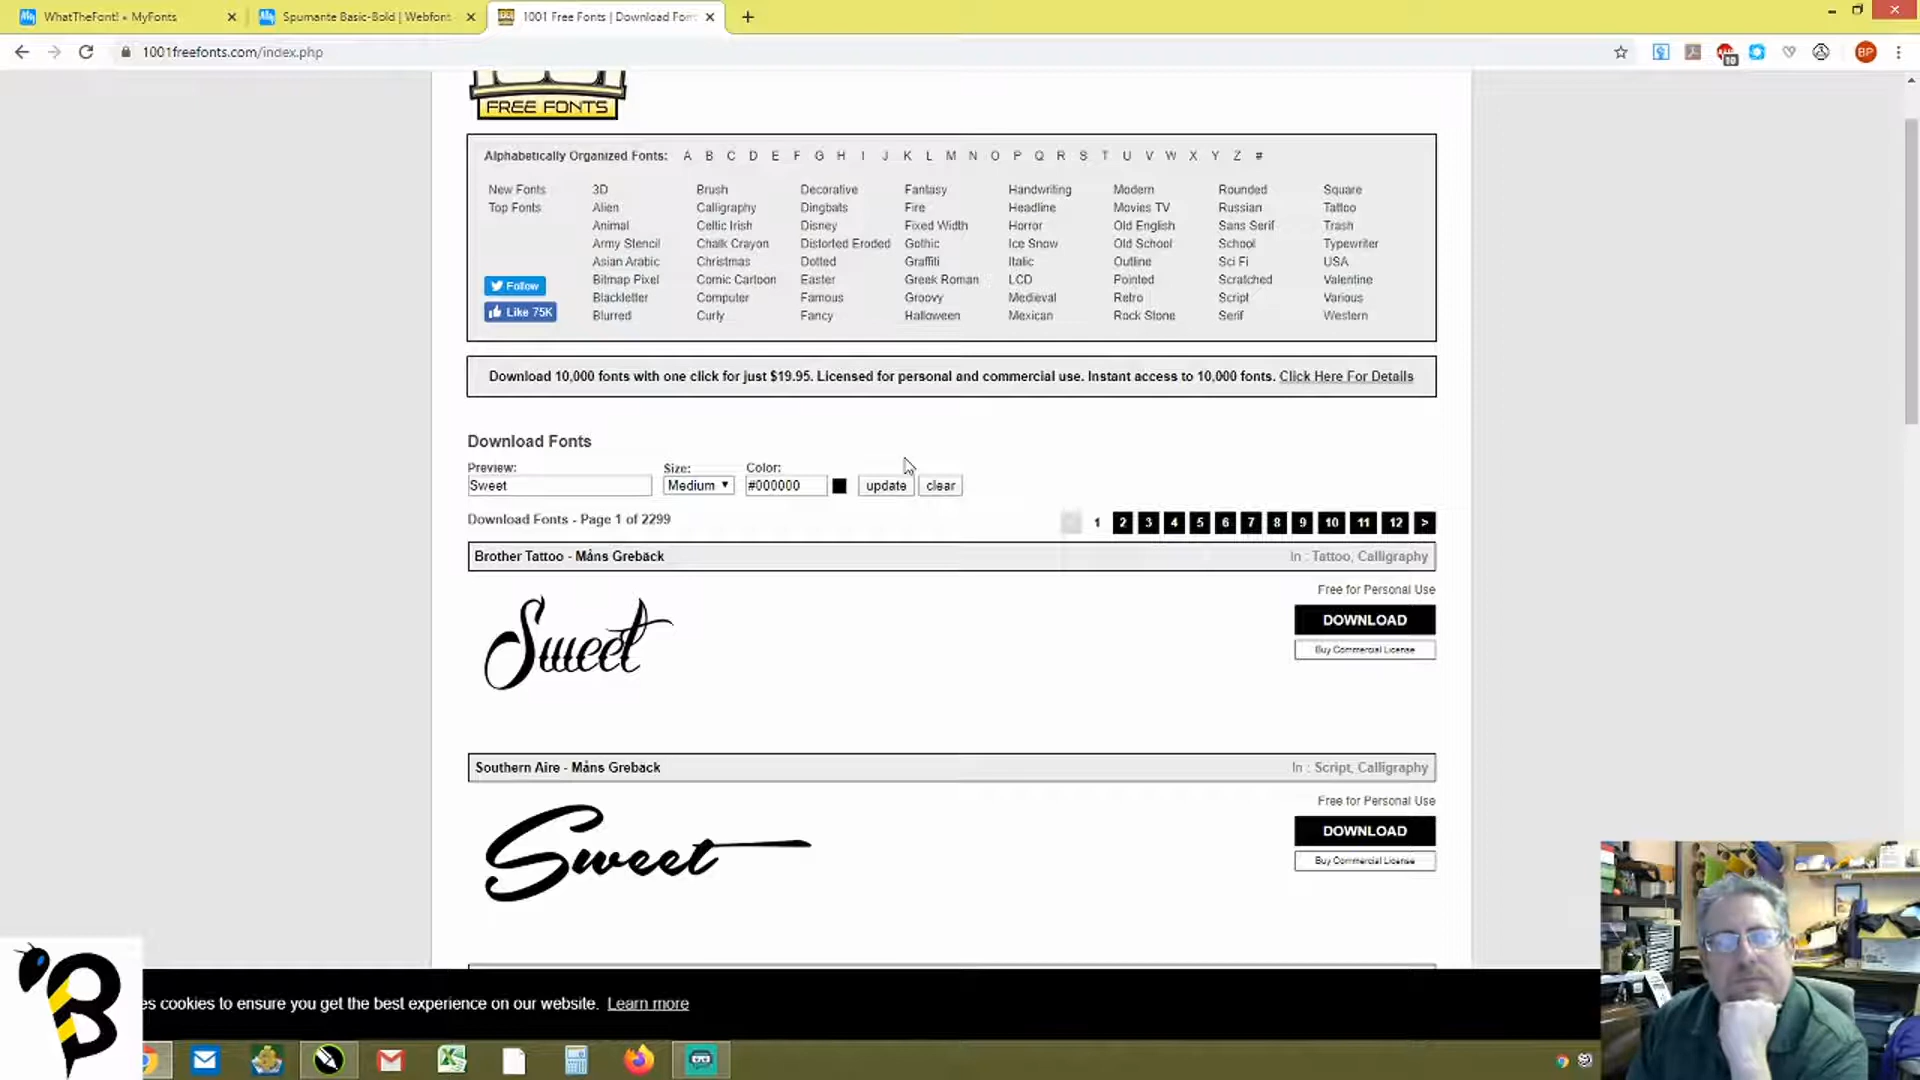 WhatTheFont! « MyFonts
Spumante Basic-Bold | Webfont
1001 Free Fonts | Download Fon
1001freefonts.com/index.php
10
BP
FREE FONTS
Alphabetically Organized Fonts: A B C D E F G H I J K L M N O P Q R S T U V W X Y Z #
New Fonts 3D Brush Decorative Fantasy Handwriting Modern Rounded Square
Top Fonts Alien Calligraphy Dingbats Fire Headline Movies TV Russian Tattoo
Animal Celtic Irish Disney Fixed Width Horror Old English Sans Serif Trash
Army Stencil Chalk Crayon Distorted Eroded Gothic Ice Snow Old School School Typewriter
Asian Arabic Christmas Dotted Graffiti Italic Outline Sci Fi USA
Follow Bitmap Pixel Comic Cartoon Easter Greek Roman LCD Pointed Scratched Valentine
Blackletter Computer Famous Groovy Medieval Retro Script Various
Like 75K Blurred Curly Fancy Halloween Mexican Rock Stone Serif Western
Download 10,000 fonts with one click for just $19.95. Licensed for personal and commercial use. Instant access to 10,000 fonts. Click Here For Details
Download Fonts
Preview: Size: Color:
Sweet Medium #000000 update clear
Download Fonts - Page 1 of 2299 1 2 3 4 5 6 7 8 9 10 11 12 >
Brother Tattoo - Måns Grebäck In : Tattoo, Calligraphy
Free for Personal Use
Sweet
DOWNLOAD
Buy Commercial License
Southern Aire - Måns Greback In : Script, Calligraphy
Free for Personal Use
Sweet
DOWNLOAD
Buy Commercial License
B
es cookies to ensure you get the best experience on our website. Learn more